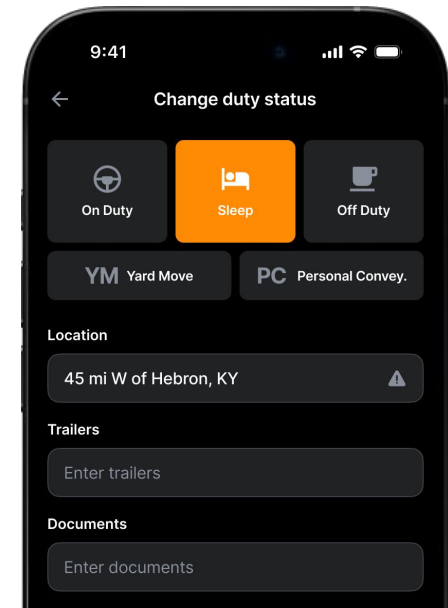 9:41
Change duty status
On Duty
Sleep
Off Duty
YM Yard Move
PC Personal Convey.
Location
45 mi W of Hebron, KY
Trailers
Enter trailers
Documents
Enter documents